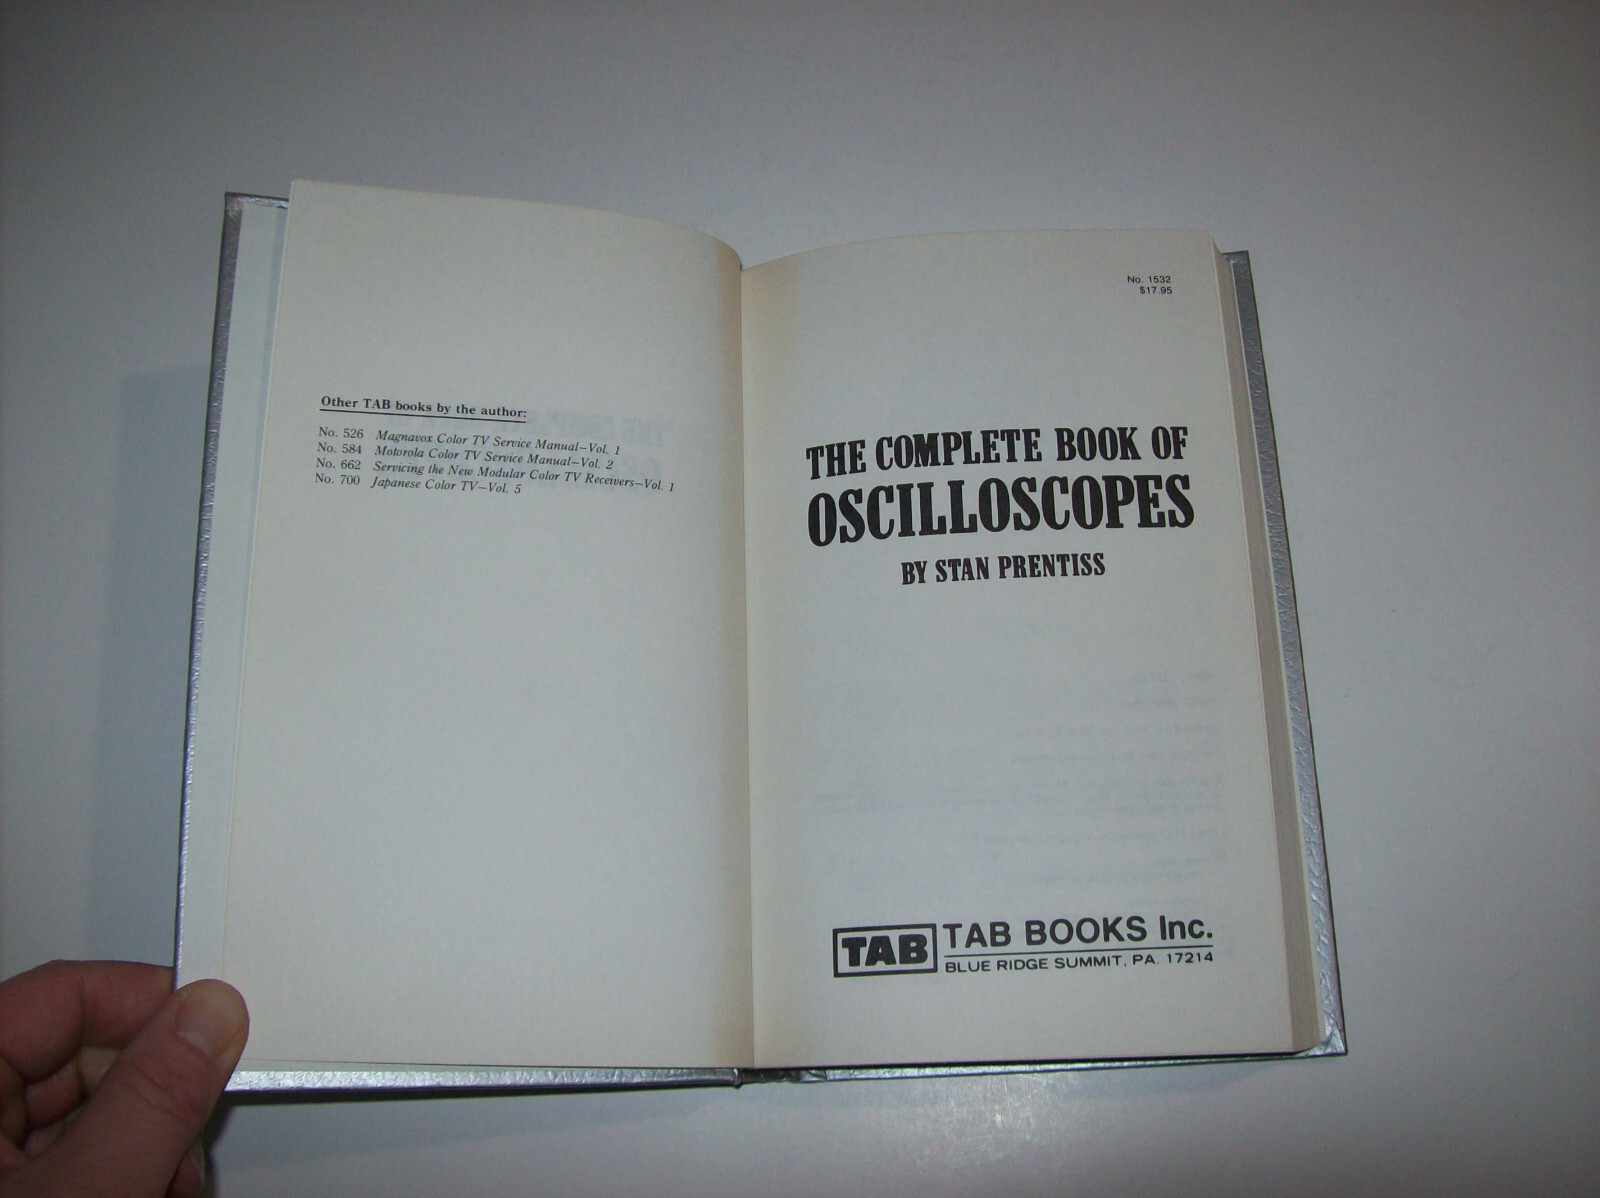 Other TAB books by the author:
No. 526 Magnavox Color TV Service Manual—Vol. 1
No. 584 Motorola Color TV Service Manual—Vol. 2
No. 662 Servicing the New Modular Color TV Receivers—Vol. 1
No. 700 Japanese Color TV—Vol. 5
No. 1532
$17.95
THE COMPLETE BOOK OF
OSCILLOSCOPES
BY STAN PRENTISS
TAB TAB BOOKS Inc.
BLUE RIDGE SUMMIT, PA. 17214